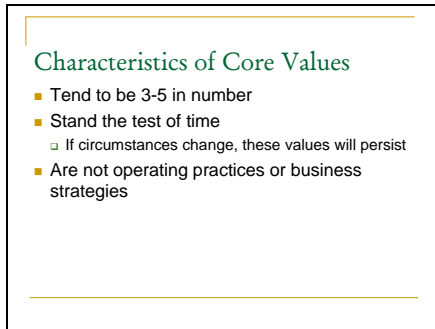 Characteristics of Core Values
Tend to be 3-5 in number
Stand the test of time
If circumstances change, these values will persist
Are not operating practices or business
strategies